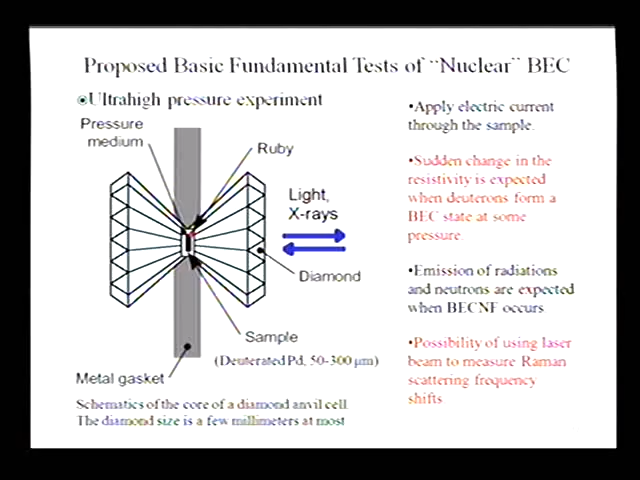 Proposed Basic Fundamental Tests of "Nuclear" BEC
Ultrahigh pressure experiment
Pressure
medium
Ruby
Light,
X-rays
Diamond
Sample
(Deuterated Pd, 50-300 μm)
Metal gasket
Schematics of the core of a diamond anvil cell.
The diamond size is a few millimeters at most
•Apply electric current
through the sample.
•Sudden change in the
resistivity is expected
when deuterons form a
BEC state at some
pressure.
•Emission of radiations
and neutrons are expected
when BECNF occurs
•Possibility of using laser
beam to measure Raman
scattering frequency
shifts